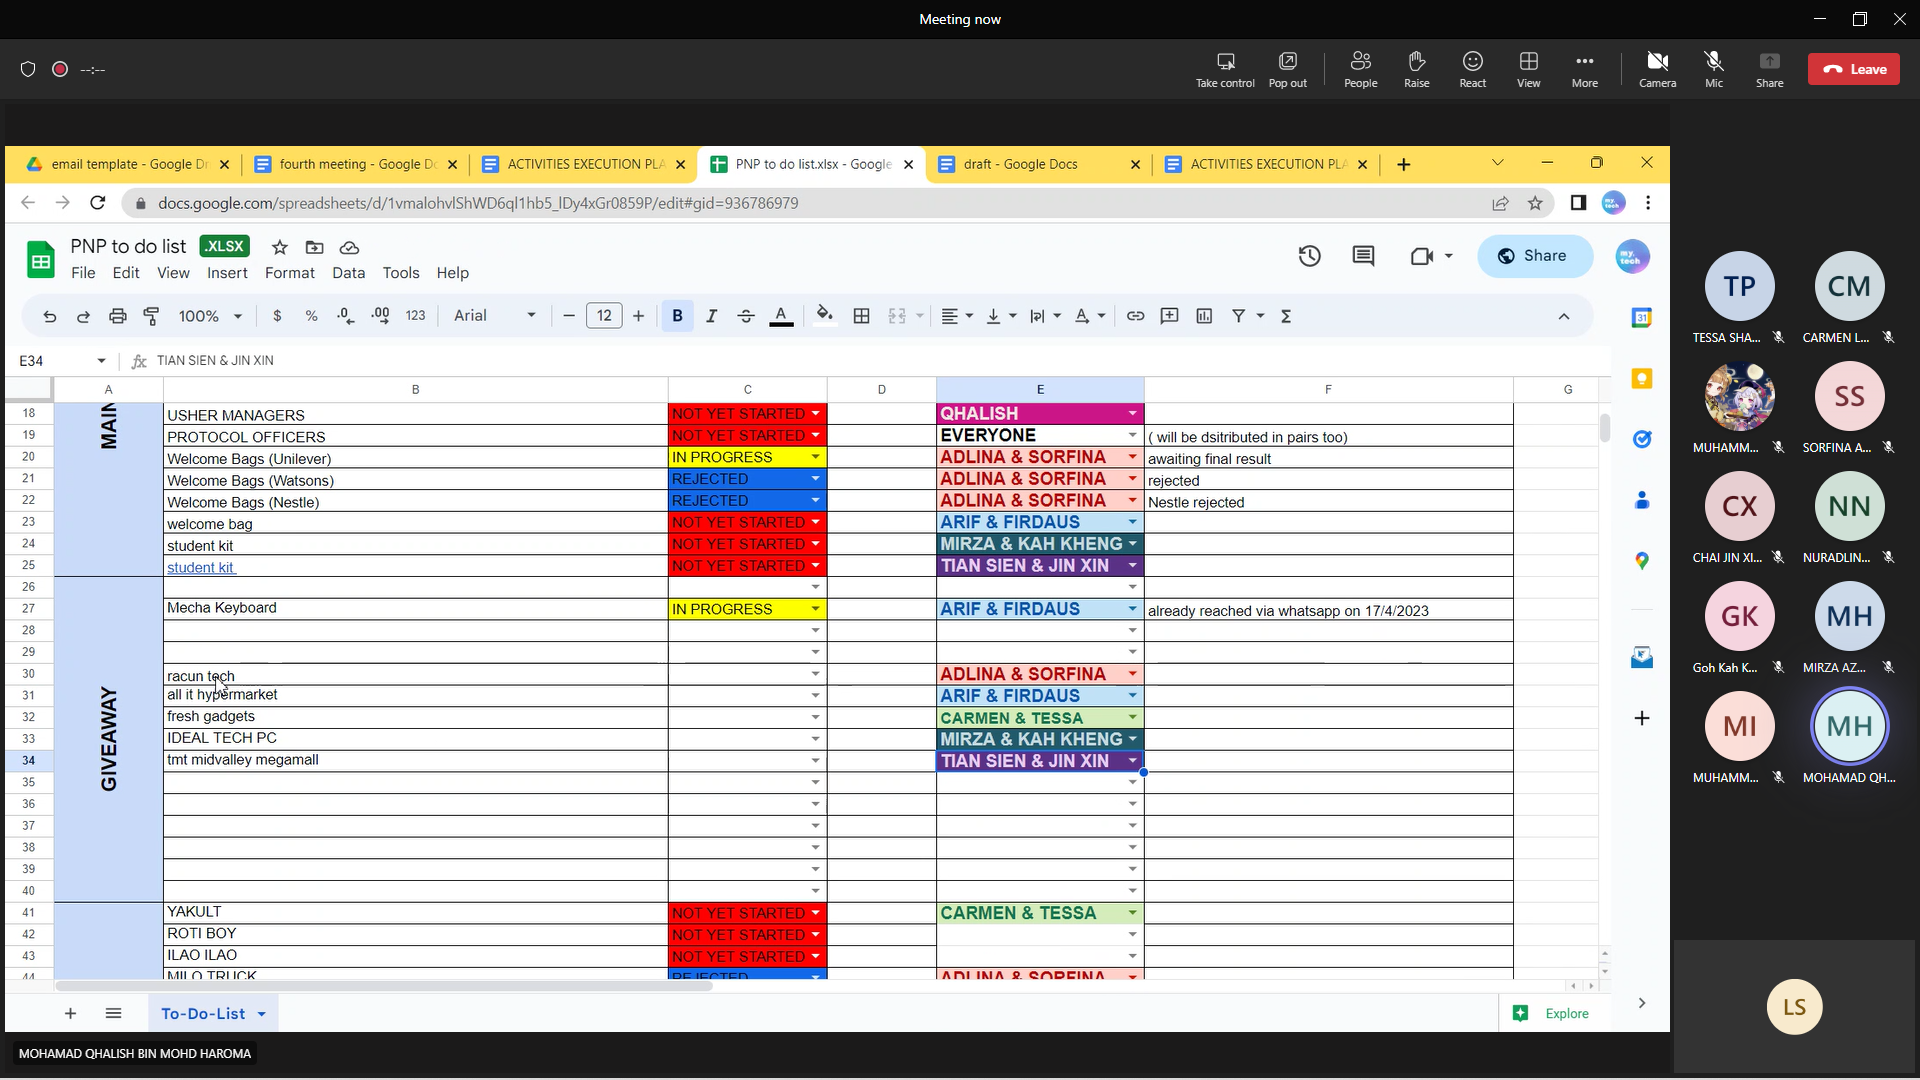 Meeting now
--:--
Take control
Pop out
People
Raise
React
View
More
Camera
Mic
Share
Leave
email template - Google Dr
fourth meeting - Google Do
ACTIVITIES EXECUTION PLA
PNP to do list.xlsx - Google
draft - Google Docs
ACTIVITIES EXECUTION PLA
my.tech
PNP to do list .XLSX
File Edit View Insert Format Data Tools Help
Share
my.tech
100% $ % .0 .00 123 Arial 12 B I S A
31
E34 fx TIAN SIEN & JIN XIN
A B C D E F G
MAIN
18 USHER MANAGERS NOT YET STARTED QHALISH
19 PROTOCOL OFFICERS NOT YET STARTED EVERYONE ( will be dsitributed in pairs too)
20 Welcome Bags (Unilever) IN PROGRESS ADLINA & SORFINA awaiting final result
21 Welcome Bags (Watsons) REJECTED ADLINA & SORFINA rejected
22 Welcome Bags (Nestle) REJECTED ADLINA & SORFINA Nestle rejected
23 welcome bag NOT YET STARTED ARIF & FIRDAUS
24 student kit NOT YET STARTED MIRZA & KAH KHENG
25 student kit NOT YET STARTED TIAN SIEN & JIN XIN
26
GIVEAWAY
27 Mecha Keyboard IN PROGRESS ARIF & FIRDAUS already reached via whatsapp on 17/4/2023
28
29
30 racun tech ADLINA & SORFINA
31 all it hypermarket ARIF & FIRDAUS
32 fresh gadgets CARMEN & TESSA
33 IDEAL TECH PC MIRZA & KAH KHENG
34 tmt midvalley megamall TIAN SIEN & JIN XIN
35
36
37
38
39
40
41 YAKULT NOT YET STARTED CARMEN & TESSA
42 ROTI BOY NOT YET STARTED
43 ILAO ILAO NOT YET STARTED
44 MILO TRUCK REJECTED ADLINA & SORFINA
To-Do-List
Explore
MOHAMAD QHALISH BIN MOHD HAROMA
TP
TESSA SHA...
CM
CARMEN L...
MUHAMM...
SS
SORFINA A...
CX
CHAI JIN XI...
NN
NURADLIN...
GK
Goh Kah K...
MH
MIRZA AZ...
MI
MUHAMM...
MH
MOHAMAD QH...
LS